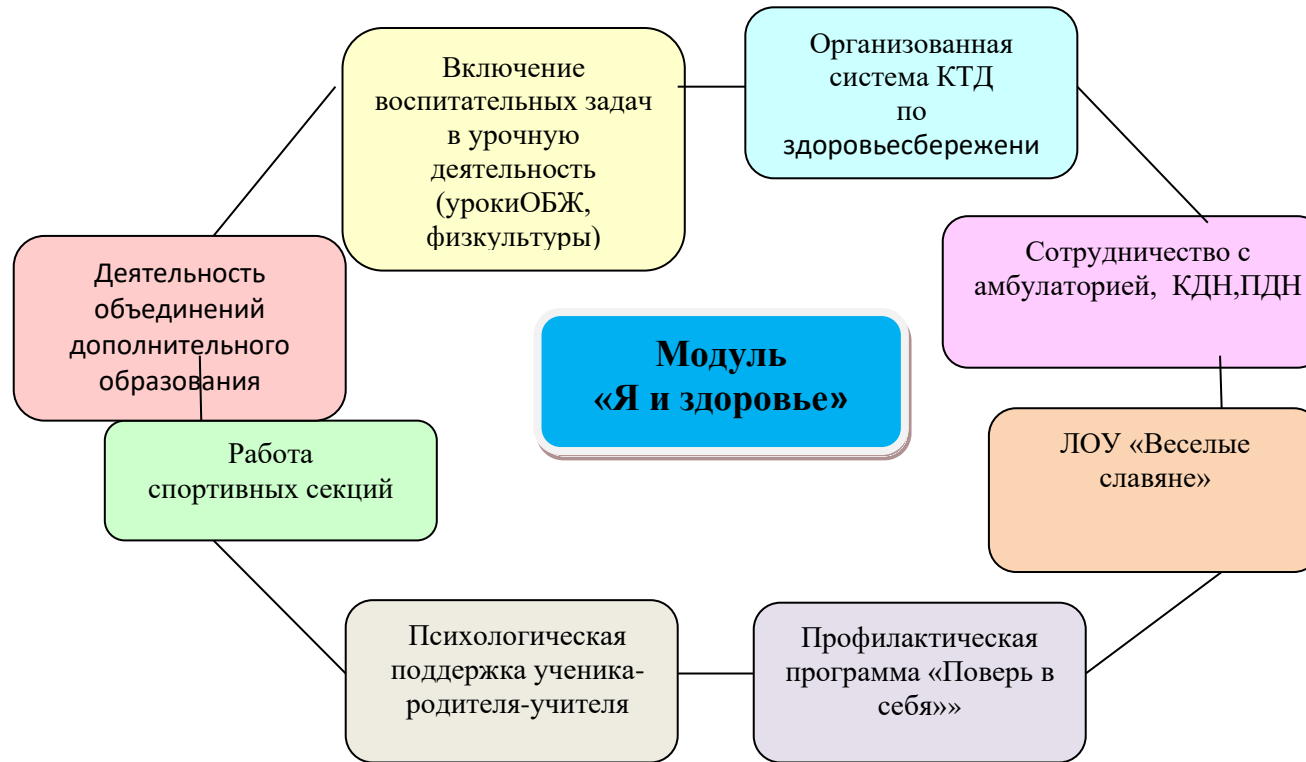 Включение
воспитательных задач
в урочную
деятельность
(урокиОБЖ,
физкультуры)
Организованная
система КТД
по
здоровьесбережени
Деятельность
объединений
дополнительного
образования
Сотрудничество с
амбулаторией, КДН,ПДН
Модуль
«Я и здоровье»
Работа
спортивных секций
ЛОУ «Веселые
славяне»
Психологическая
поддержка ученика-
родителя-учителя
Профилактическая
программа «Поверь в
себя»»